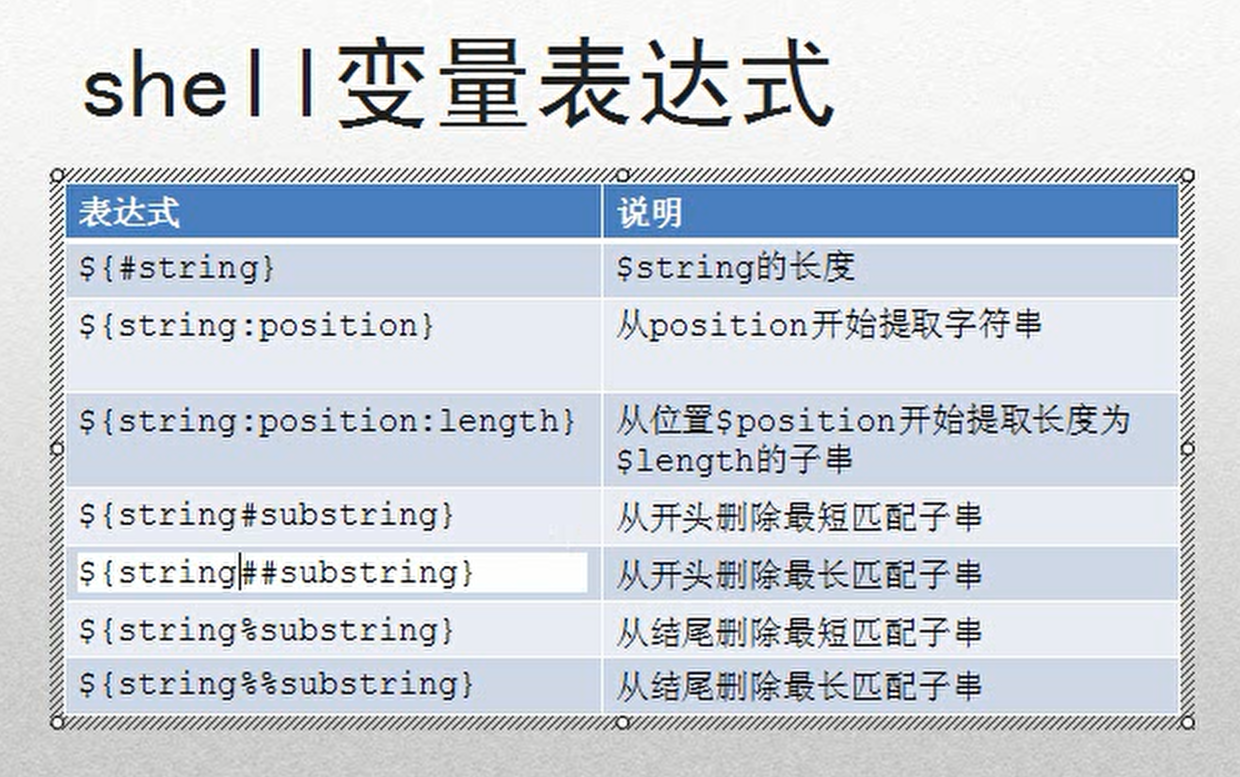 shell变量表达式
表达式 说明
${#string} $string的长度
${string:position} 从position开始提取字符串
${string:position:length} 从位置$position开始提取长度为
$length的子串
${string#substring} 从开头删除最短匹配子串
${string##substring} 从开头删除最长匹配子串
${string%substring} 从结尾删除最短匹配子串
${string%%substring} 从结尾删除最长匹配子串